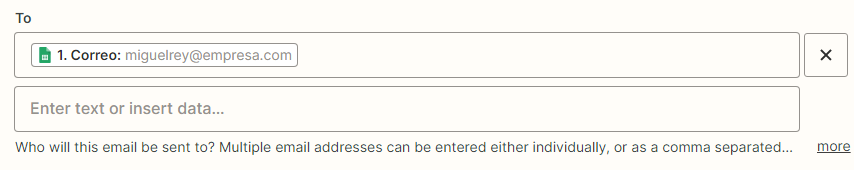 To
1. Correo: miguelrey@empresa.com
Enter text or insert data...
Who will this email be sent to? Multiple email addresses can be entered either individually, or as a comma separated... more